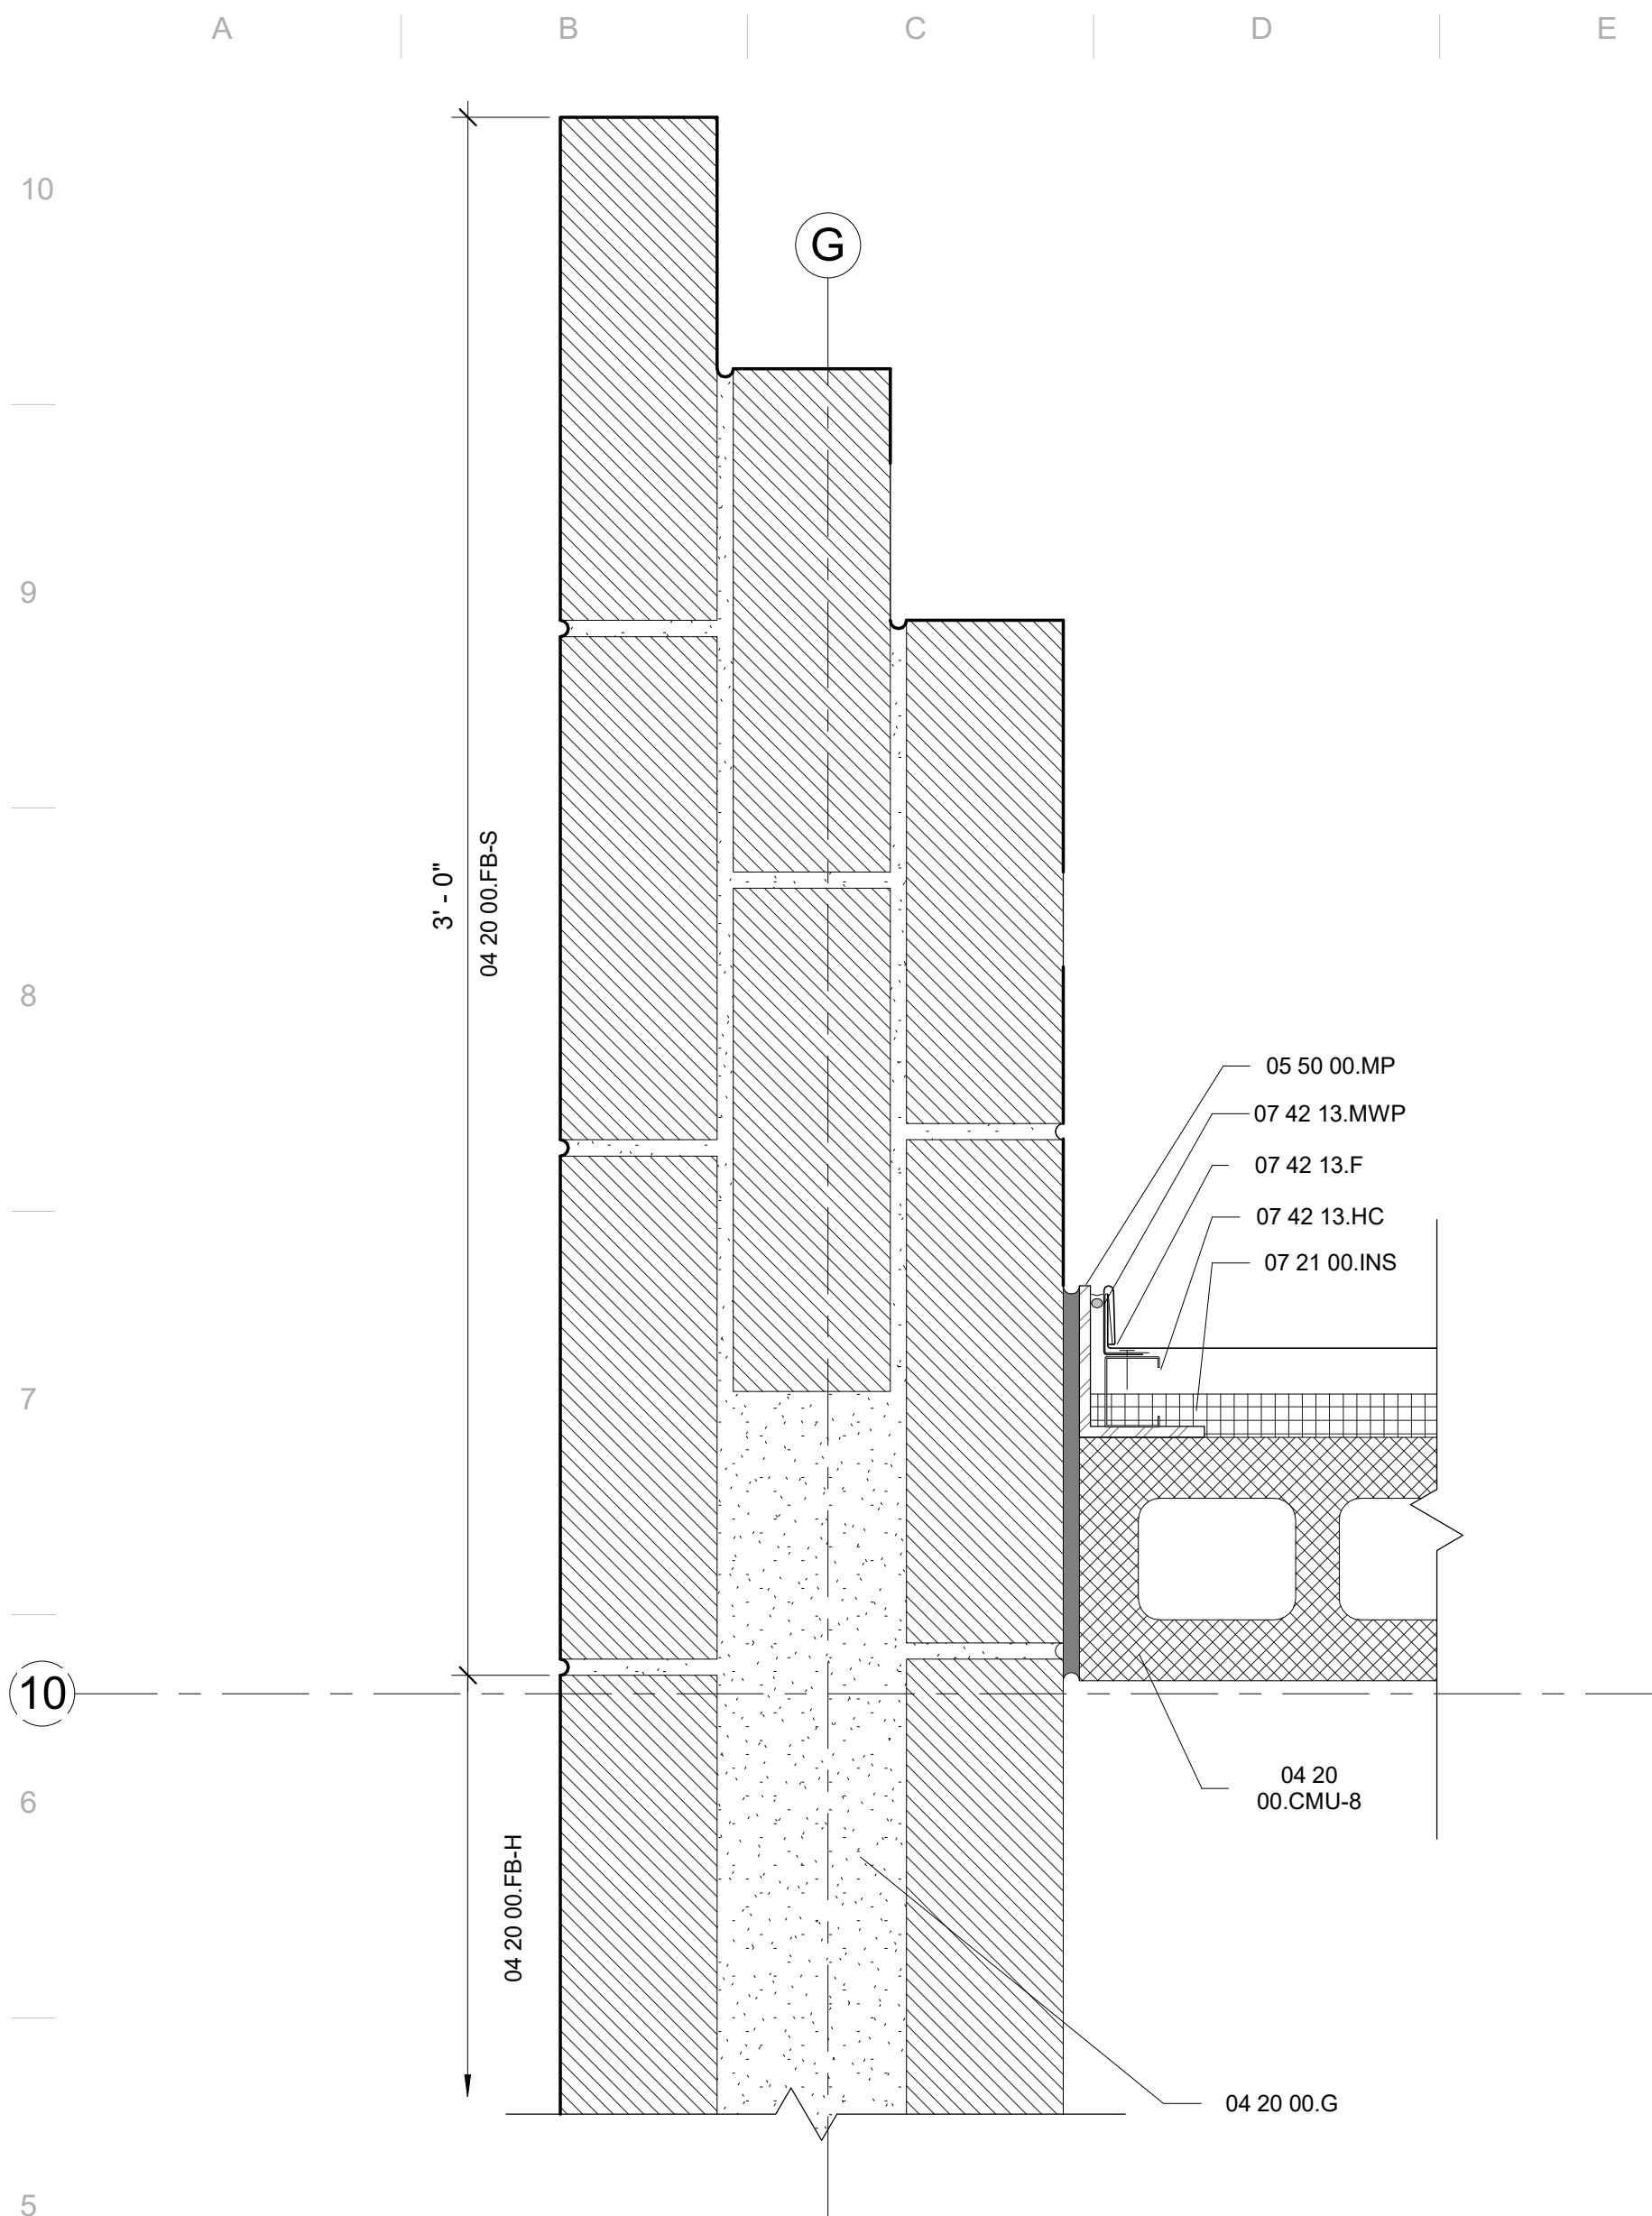 A B C D E
10
G
9
3' - 0"
04 20 00.FB-S
8
05 50 00.MP
07 42 13.MWP
07 42 13.F
07 42 13.HC
07 21 00.INS
7
10
04 20
00.CMU-8
6
04 20 00.FB-H
04 20 00.G
5